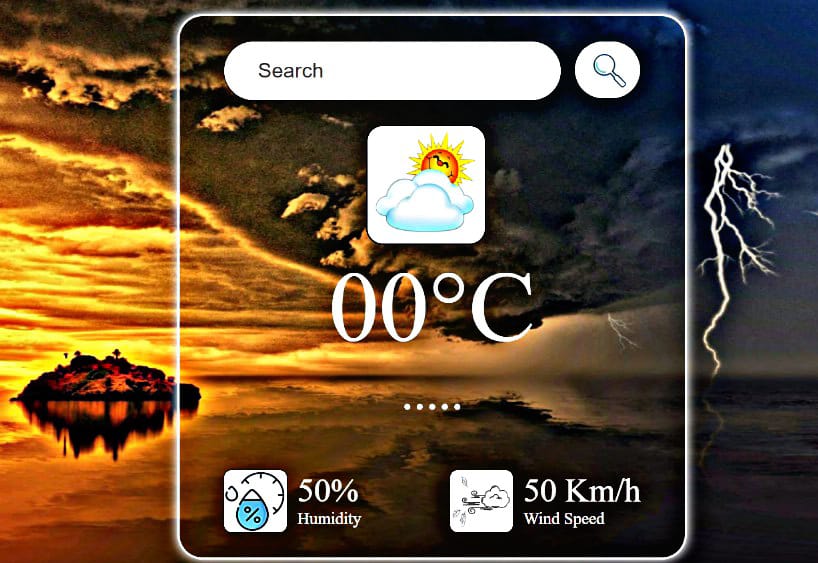 Search
00°C
•••••
50%
Humidity
50 Km/h
Wind Speed
%